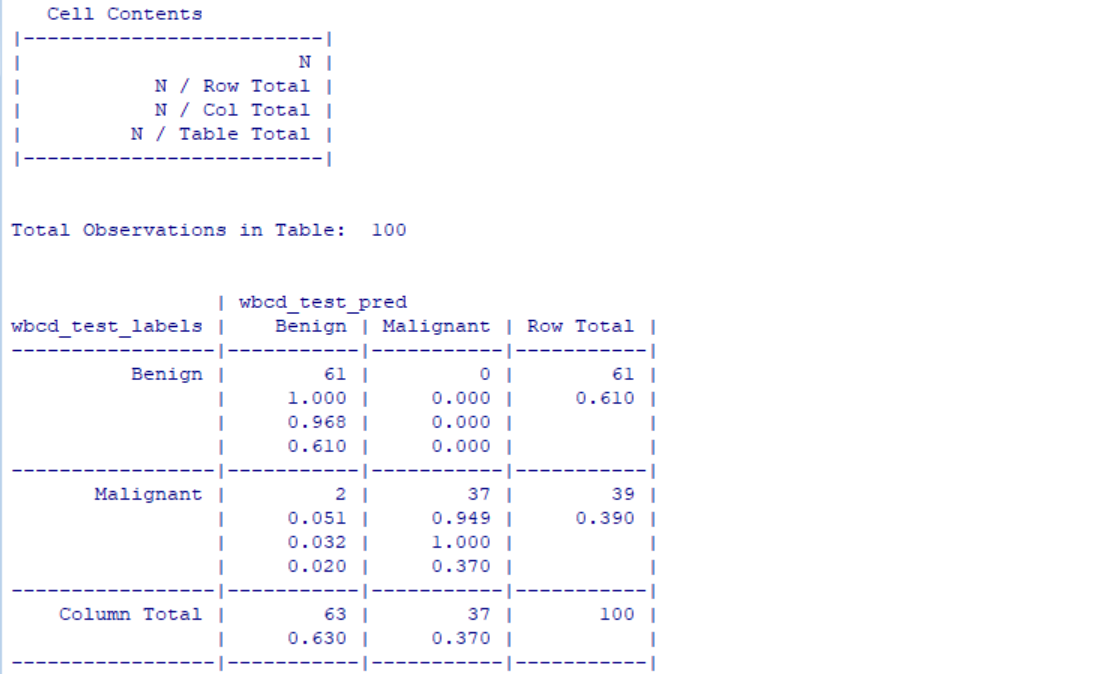 Cell Contents
|-------------------------|
|                       N |
|           N / Row Total |
|           N / Col Total |
|         N / Table Total |
|-------------------------|
Total Observations in Table:  100
                 | wbcd_test_pred
wbcd_test_labels |    Benign | Malignant | Row Total |
-----------------|-----------|-----------|-----------|
          Benign |        61 |         0 |        61 |
                 |     1.000 |     0.000 |     0.610 |
                 |     0.968 |     0.000 |           |
                 |     0.610 |     0.000 |           |
-----------------|-----------|-----------|-----------|
       Malignant |         2 |        37 |        39 |
                 |     0.051 |     0.949 |     0.390 |
                 |     0.032 |     1.000 |           |
                 |     0.020 |     0.370 |           |
-----------------|-----------|-----------|-----------|
    Column Total |        63 |        37 |       100 |
                 |     0.630 |     0.370 |           |
-----------------|-----------|-----------|-----------|